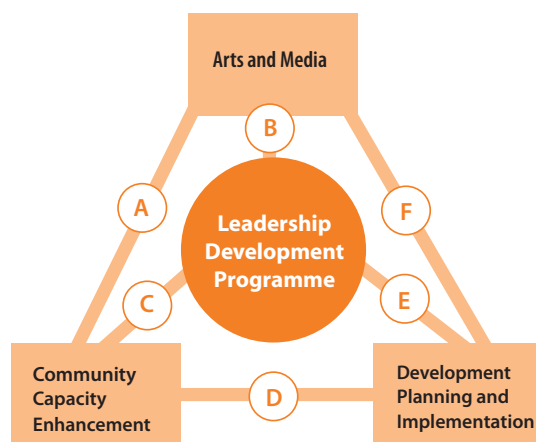 Arts and Media
B
A
F
Leadership
Development
Programme
C
E
Community
Capacity
Enhancement
D
Development
Planning and
Implementation